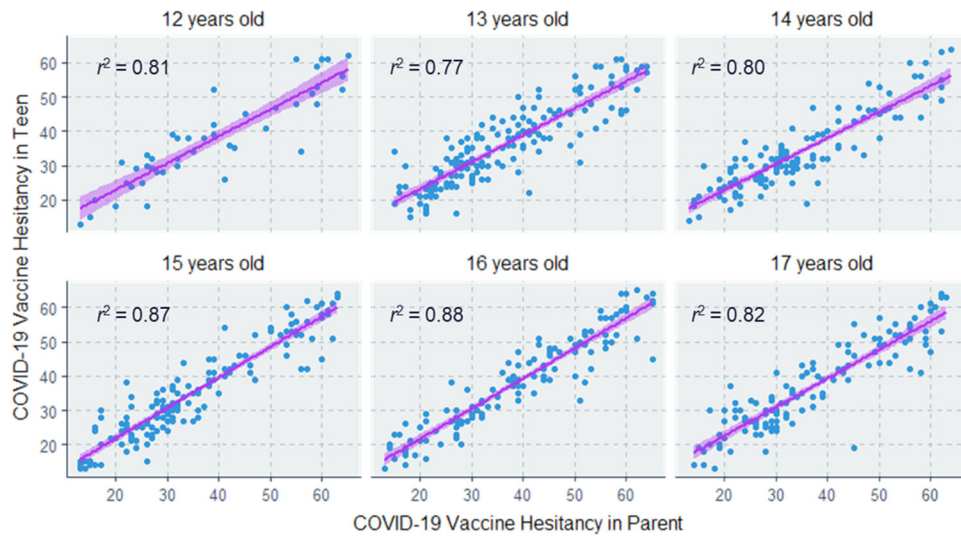 12 years old
13 years old
14 years old
r² = 0.81
r² = 0.77
r² = 0.80
60
50
40
30
20
15 years old
16 years old
17 years old
r² = 0.87
r² = 0.88
r² = 0.82
60
50
40
30
20
20 30 40 50 60
20 30 40 50 60
20 30 40 50 60
COVID-19 Vaccine Hesitancy in Teen
COVID-19 Vaccine Hesitancy in Parent